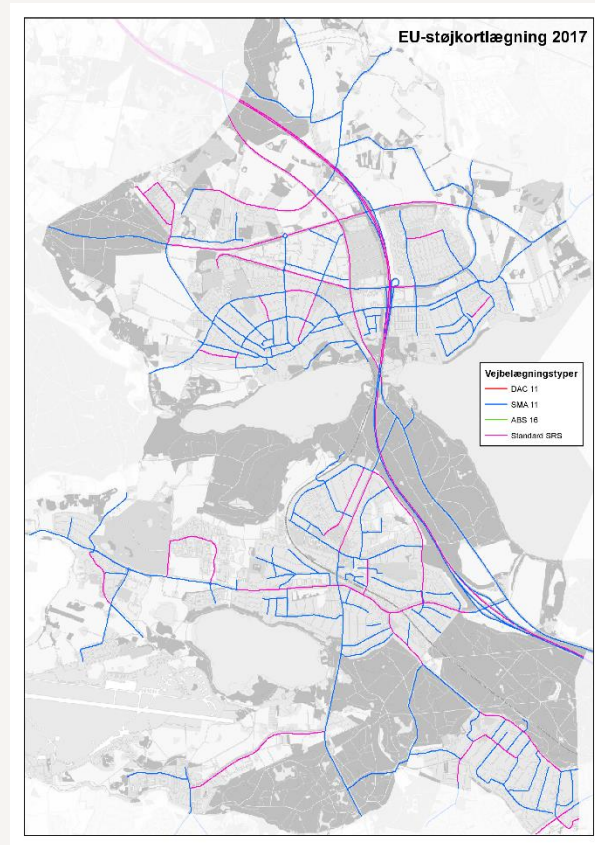 EU-støjkortlægning 2017
Vejbelægningstyper
DAC 11
SMA 11
ABS 16
Standard SRS